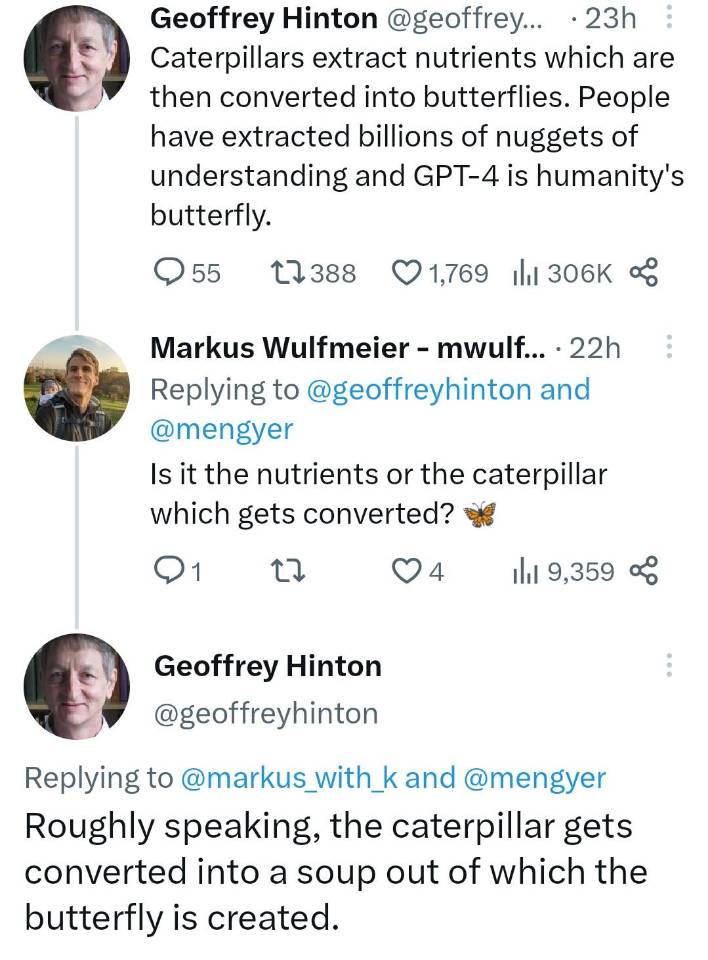 Geoffrey Hinton @geoffrey... · 23h
Caterpillars extract nutrients which are
then converted into butterflies. People
have extracted billions of nuggets of
understanding and GPT-4 is humanity's
butterfly.
55 388 1,769 306K
Markus Wulfmeier - mwulf... · 22h
Replying to @geoffreyhinton and
@mengyer
Is it the nutrients or the caterpillar
which gets converted? 🦋
1 4 9,359
Geoffrey Hinton
@geoffreyhinton
Replying to @markus_with_k and @mengyer
Roughly speaking, the caterpillar gets
converted into a soup out of which the
butterfly is created.